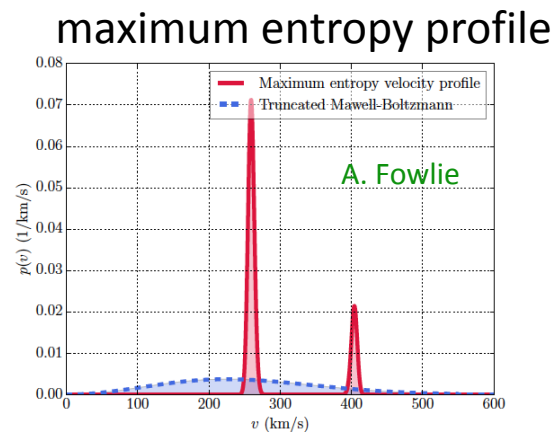 maximum entropy profile
0.08
0.07
0.06
0.05
0.04
0.03
0.02
0.01
0.00
p(v) (1/km/s)
Maximum entropy velocity profile
Truncated Mawell-Boltzmann
A. Fowlie
0 100 200 300 400 500 600
v (km/s)